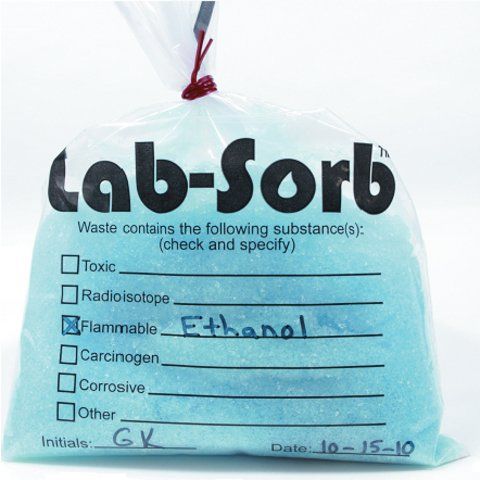 Lab-Sorb™
Waste contains the following substance(s):
(check and specify)
Toxic
Radioisotope
Flammable Ethanol
Carcinogen
Corrosive
Other
Initials: GK Date: 10-15-10